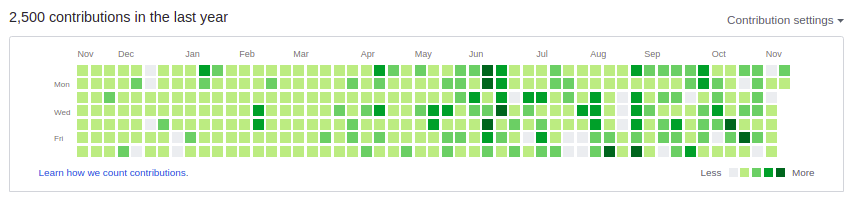 2,500 contributions in the last year
Contribution settings
Nov Dec Jan Feb Mar Apr May Jun Jul Aug Sep Oct Nov
Mon
Wed
Fri
Learn how we count contributions.
Less More